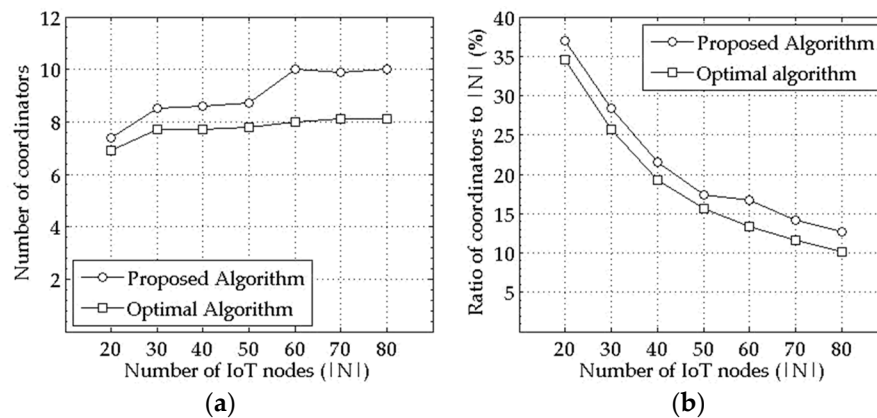 12
10
8
6
4
2
Number of coordinators
Proposed Algorithm
Optimal Algorithm
20 30 40 50 60 70 80
Number of IoT nodes (|N|)
(a)
40
35
30
25
20
15
10
5
Ratio of coordinators to |N| (%)
Proposed Algorithm
Optimal algorithm
20 30 40 50 60 70 80
Number of IoT nodes (|N|)
(b)